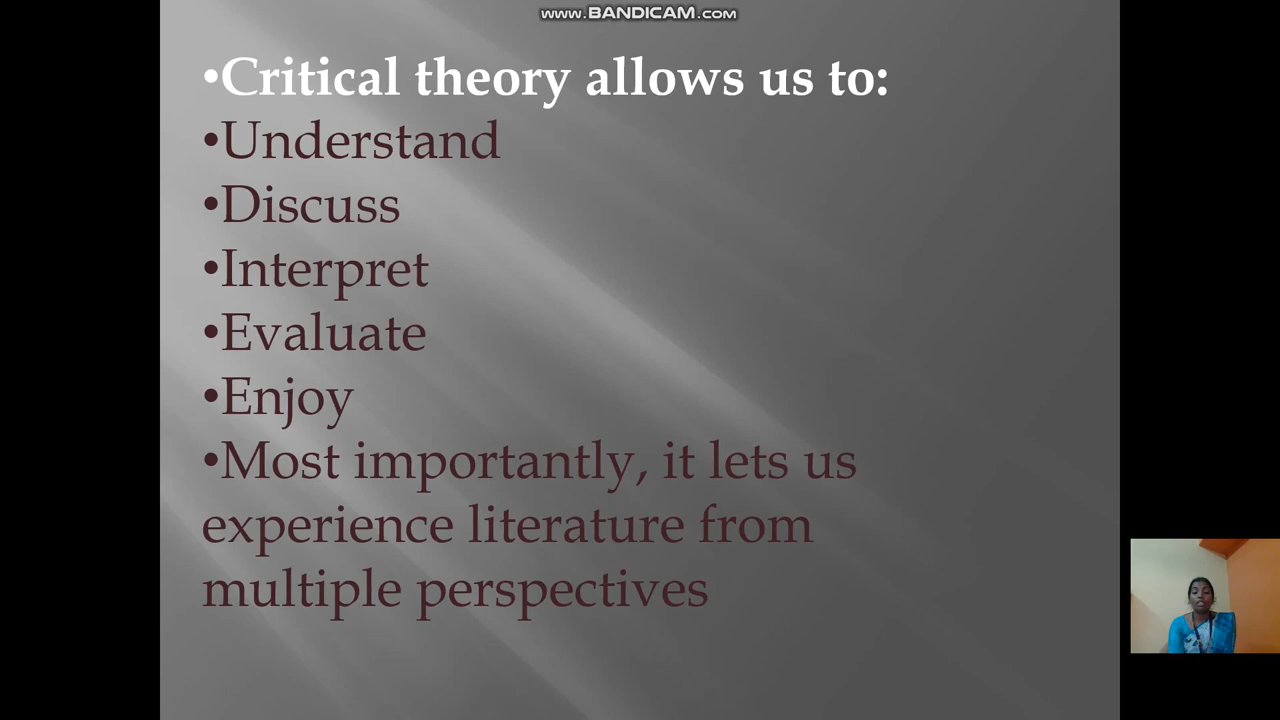 www.BANDICAM.com
•Critical theory allows us to:
•Understand
•Discuss
•Interpret
•Evaluate
•Enjoy
•Most importantly, it lets us
experience literature from
multiple perspectives